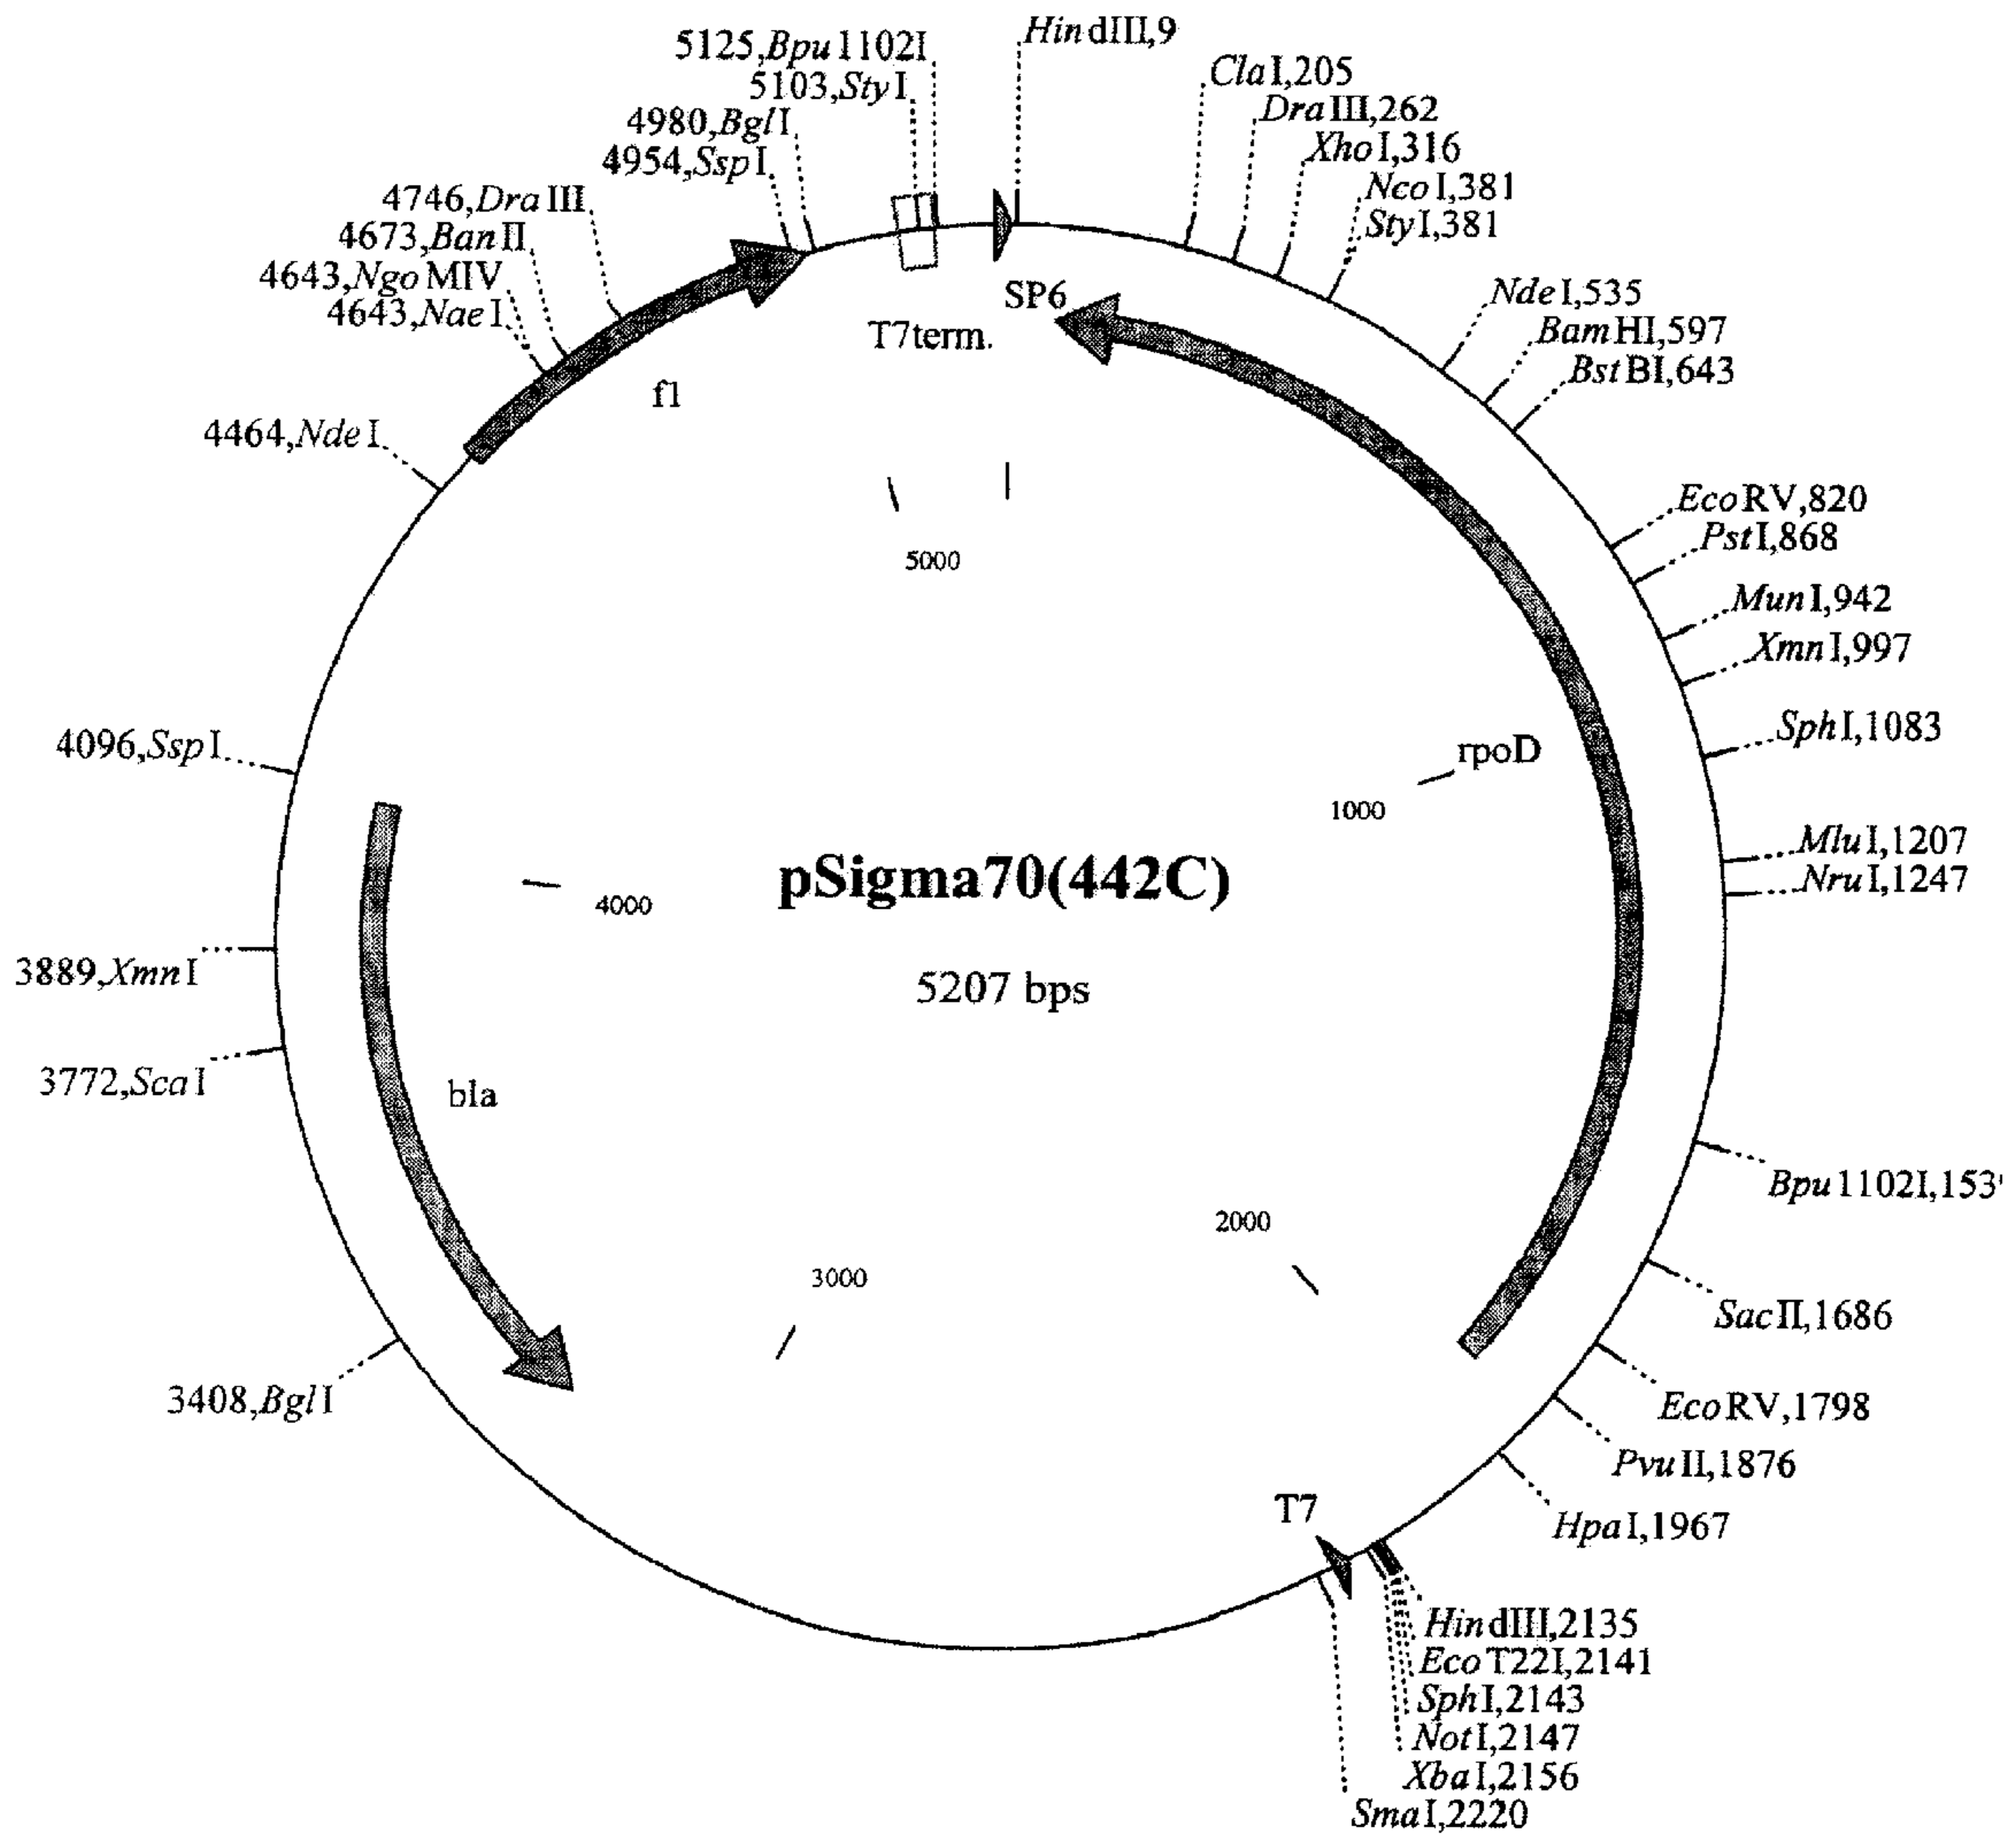 HindIII,9
5125,Bpu1102I
5103,StyI
4980,BglI
4954,SspI
4746,DraIII
4673,BanII
4643,NgoMIV
4643,NaeI
4464,NdeI
4096,SspI
3889,XmnI
3772,ScaI
3408,BglI
ClaI,205
DraIII,262
XhoI,316
NcoI,381
StyI,381
NdeI,535
BamHI,597
BstBI,643
EcoRV,820
PstI,868
MunI,942
XmnI,997
SphI,1083
MluI,1207
NruI,1247
Bpu1102I,153
SacII,1686
EcoRV,1798
PvuII,1876
HpaI,1967
HindIII,2135
EcoT22I,2141
SphI,2143
NotI,2147
XbaI,2156
SmaI,2220
SP6
T7term.
f1
5000
rpoD
1000
4000
pSigma70(442C)
5207 bps
bla
2000
3000
T7